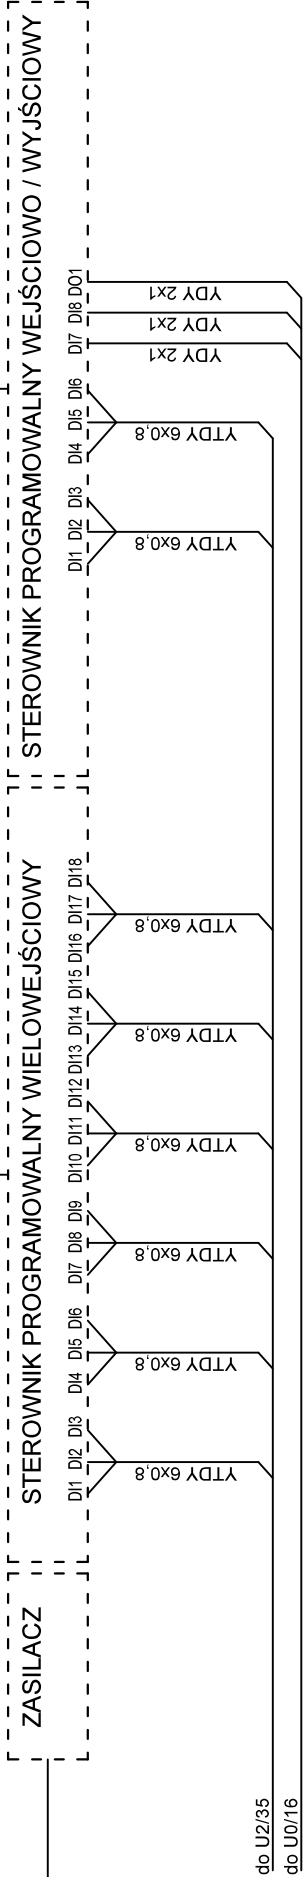 ZASILACZ
STEROWNIK PROGRAMOWALNY WIELOWEJŚCIOWY
STEROWNIK PROGRAMOWALNY WEJŚCIOWO / WYJŚCIOWY
DI1 DI2 DI3 DI4 DI5 DI6 DI7 DI8 DI9 DI10 DI11 DI12 DI13 DI14 DI15 DI16 DI17 DI18
DI1 DI2 DI3 DI4 DI5 DI6 DI7 DI8 DO1
YTDY 6x0,8
YTDY 6x0,8
YTDY 6x0,8
YTDY 6x0,8
YTDY 6x0,8
YTDY 6x0,8
YTDY 6x0,8
YTDY 6x0,8
YDY 2x1
YDY 2x1
YDY 2x1
do U2/35
do U0/16